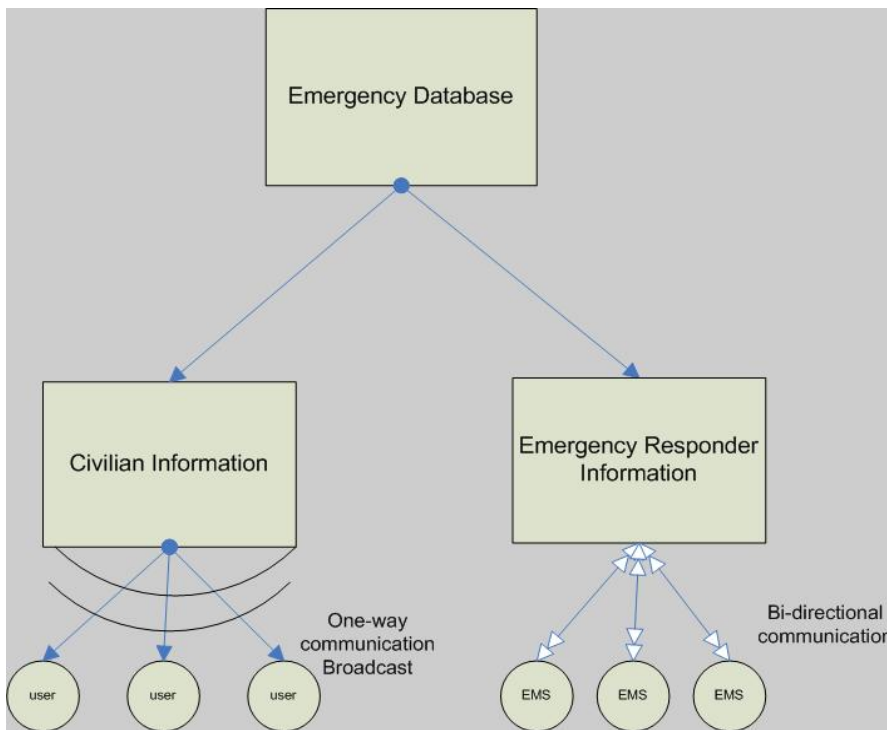 Emergency Database
Civilian Information
Emergency Responder
Information
One-way
communication
Broadcast
Bi-directional
communication
user
user
user
EMS
EMS
EMS